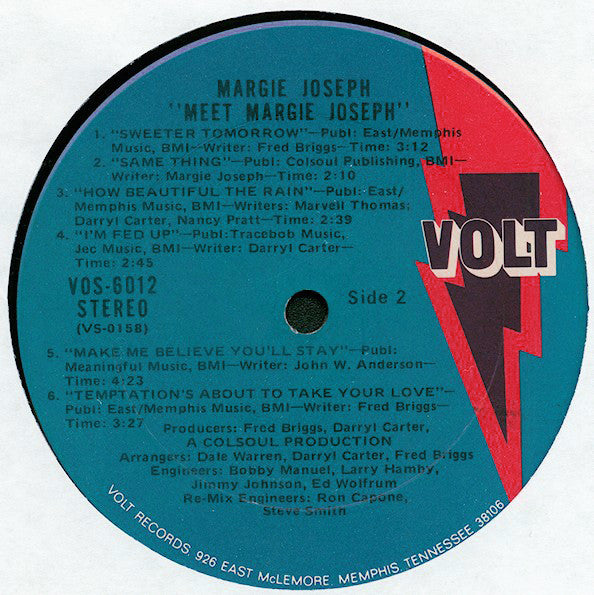 MARGIE JOSEPH
"MEET MARGIE JOSEPH"
1. "SWEETER TOMORROW"—Publ: East/Memphis
Music, BMI—Writer: Fred Briggs—Time: 3:12
2. "SAME THING"—Publ: Colsoul Publishing, BMI—
Writer: Margie Joseph—Time: 2:10
3. "HOW BEAUTIFUL THE RAIN"—Publ: East/
Memphis Music, BMI—Writers: Marvell Thomas;
Darryl Carter, Nancy Pratt—Time: 2:39
4. "I'M FED UP"—Publ:Tracebob Music,
Jec Music, BMI—Writer: Darryl Carter—
Time: 2:45
VOLT
VOS-6012
STEREO
(VS-0158)
Side 2
5. "MAKE ME BELIEVE YOU'LL STAY"—Publ:
Meaningful Music, BMI—Writer: John W. Anderson—
Time: 4:23
6. "TEMPTATION'S ABOUT TO TAKE YOUR LOVE"—
Publ: East/Memphis Music, BMI—Writer: Fred Briggs—
Time: 3:27
Producers: Fred Briggs, Darryl Carter,
A COLSOUL PRODUCTION
Arrangers: Dale Warren, Darryl Carter, Fred Briggs
Engineers: Bobby Manuel, Larry Hamby,
Jimmy Johnson, Ed Wolfrum
Re-Mix Engineers: Ron Capone,
Steve Smith
VOLT RECORDS, 926 EAST McLEMORE, MEMPHIS, TENNESSEE 38106